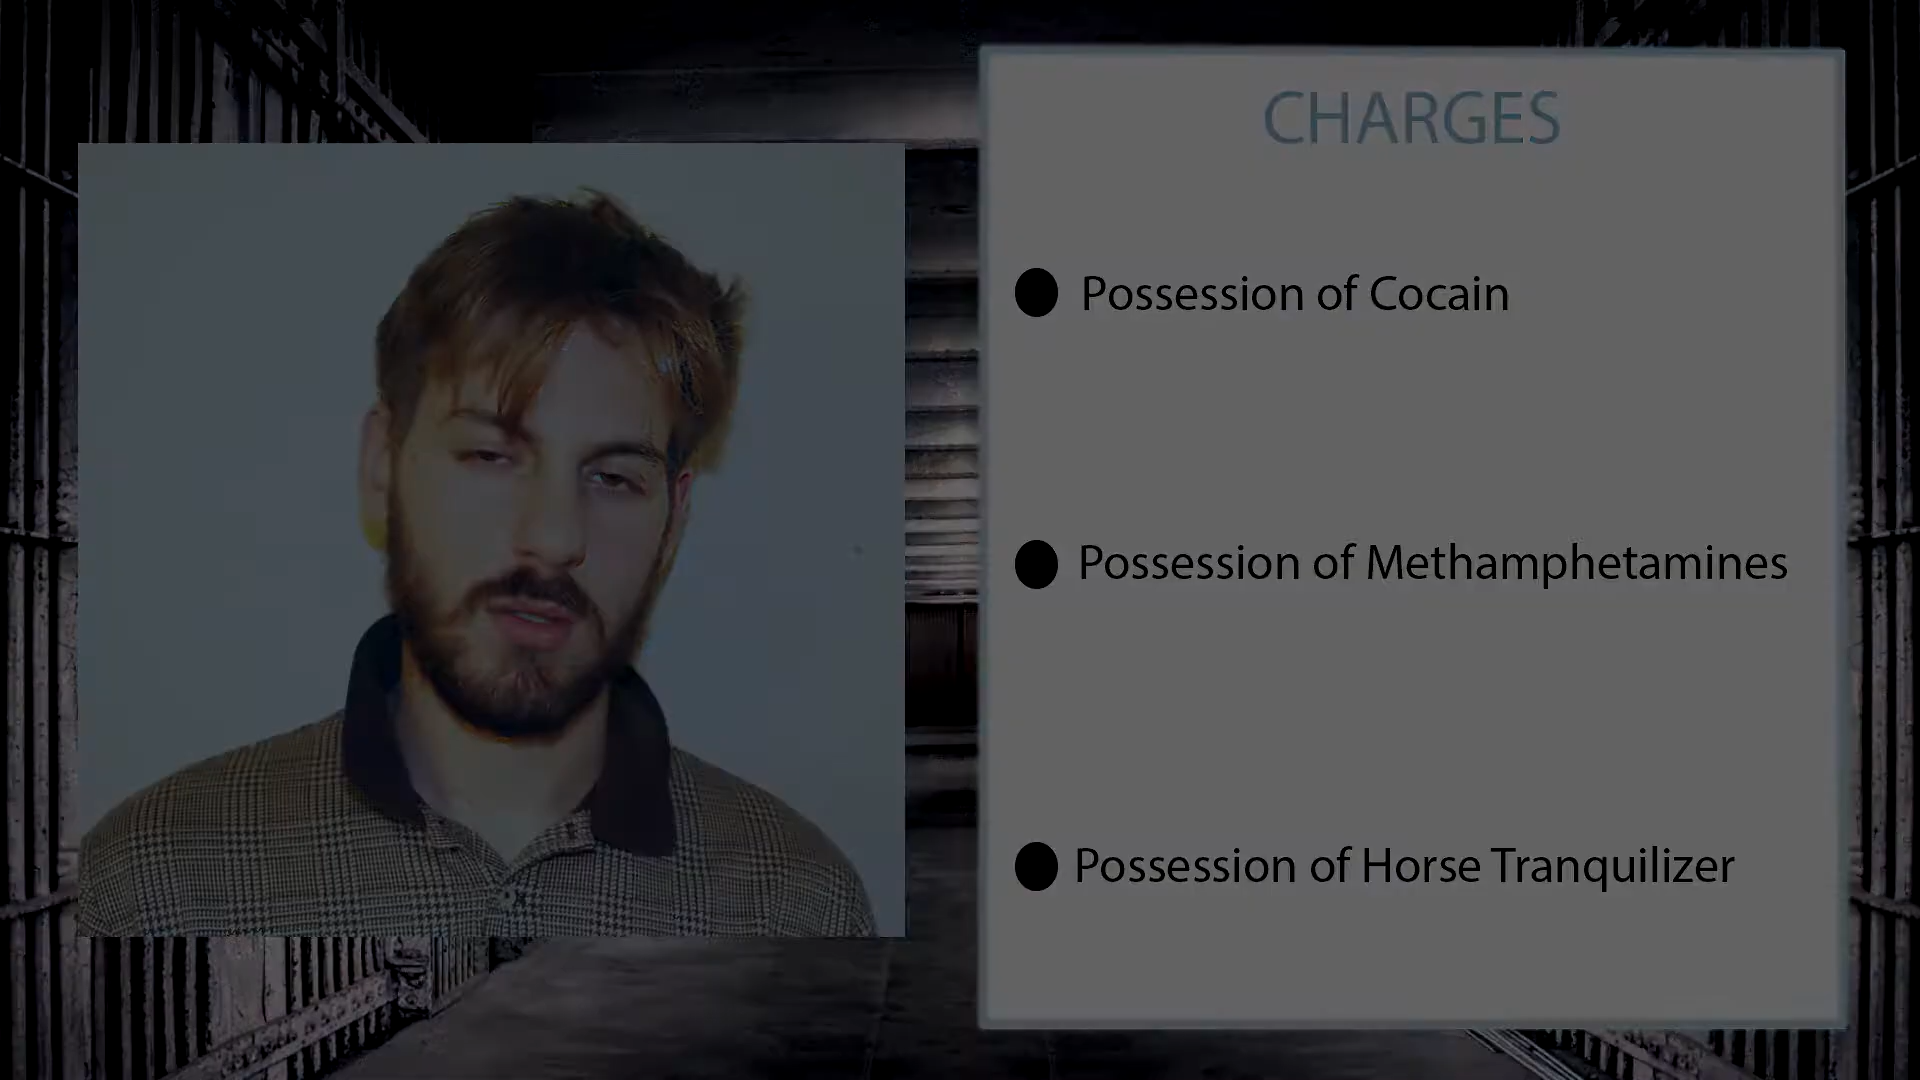 CHARGES
Possession of Cocain
Possession of Methamphetamines
Possession of Horse Tranquilizer